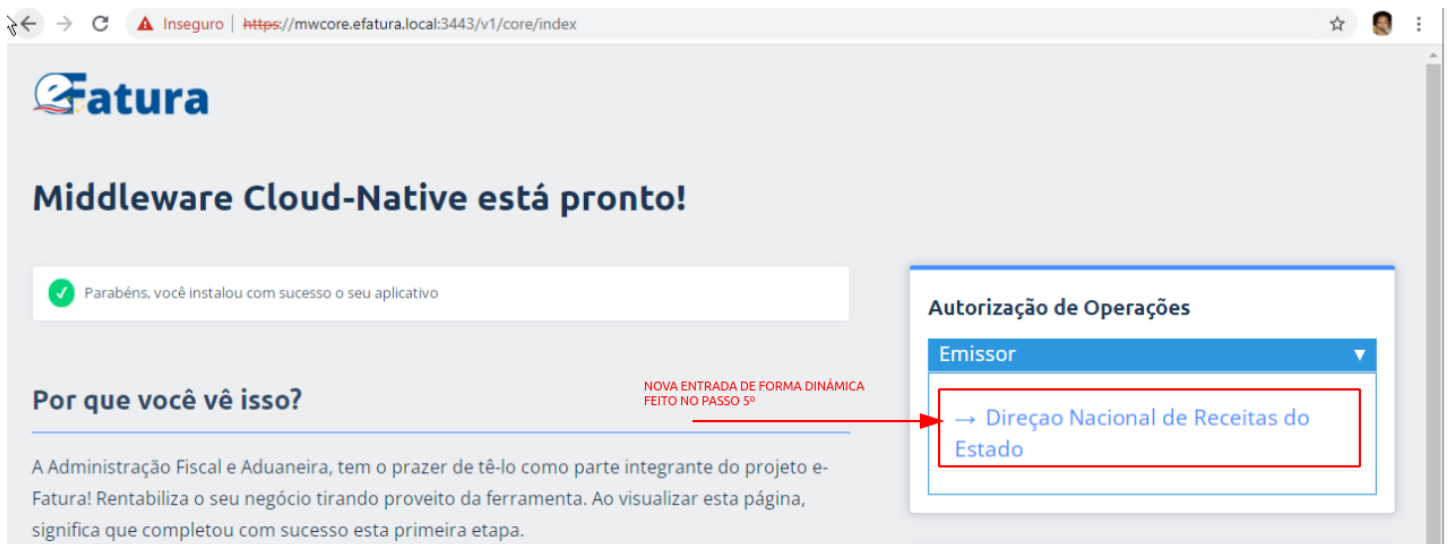 Inseguro | https://mwcore.efatura.local:3443/v1/core/index
eFatura
Middleware Cloud-Native está pronto!
Parabéns, você instalou com sucesso o seu aplicativo
Por que você vê isso?
A Administração Fiscal e Aduaneira, tem o prazer de tê-lo como parte integrante do projeto e-
Fatura! Rentabiliza o seu negócio tirando proveito da ferramenta. Ao visualizar esta página,
significa que completou com sucesso esta primeira etapa.
NOVA ENTRADA DE FORMA DINÁMICA
FEITO NO PASSO 5º
Autorização de Operações
Emissor ▼
→ Direçao Nacional de Receitas do
Estado